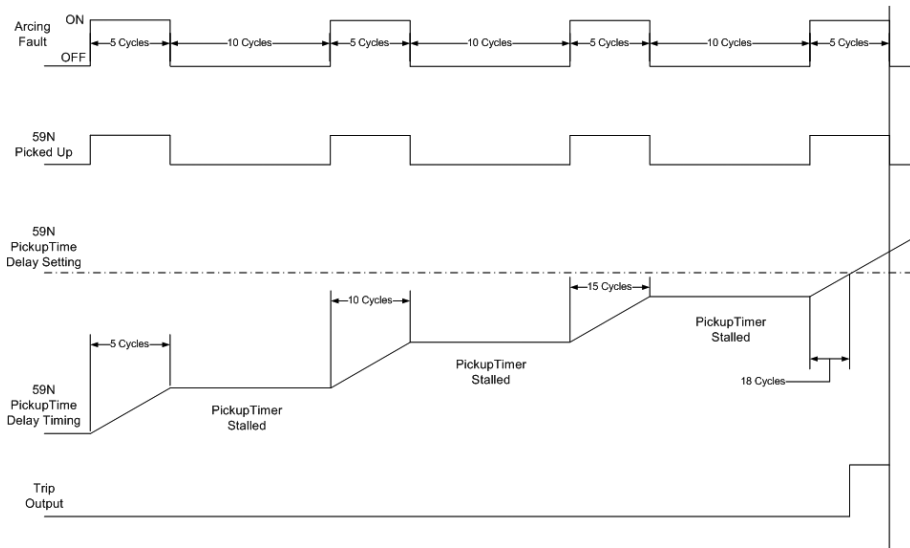 Arcing
Fault
ON
OFF
5 Cycles
10 Cycles
5 Cycles
10 Cycles
5 Cycles
10 Cycles
5 Cycles
59N
Picked Up
59N
PickupTime
Delay Setting
59N
PickupTime
Delay Timing
5 Cycles
PickupTimer
Stalled
10 Cycles
PickupTimer
Stalled
15 Cycles
PickupTimer
Stalled
18 Cycles
Trip
Output